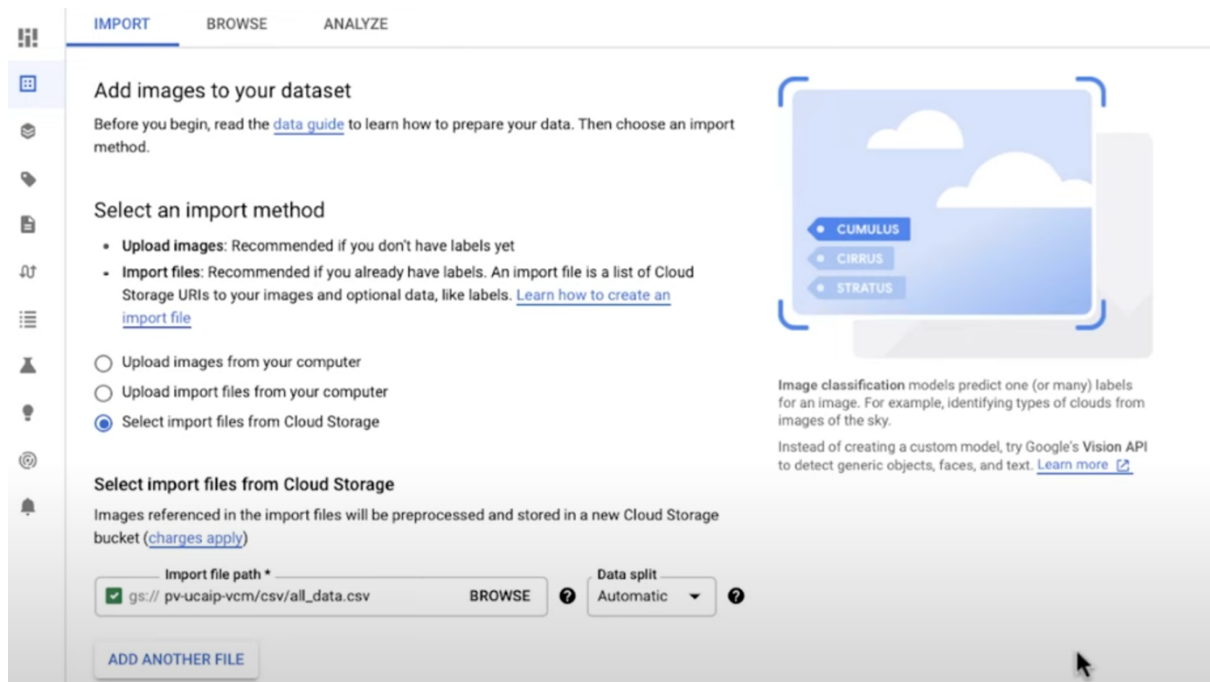 IMPORT BROWSE ANALYZE
Add images to your dataset
Before you begin, read the data guide to learn how to prepare your data. Then choose an import
method.
Select an import method
• Upload images: Recommended if you don't have labels yet
• Import files: Recommended if you already have labels. An import file is a list of Cloud
Storage URIs to your images and optional data, like labels. Learn how to create an
import file
Upload images from your computer
Upload import files from your computer
Select import files from Cloud Storage
Select import files from Cloud Storage
Images referenced in the import files will be preprocessed and stored in a new Cloud Storage
bucket (charges apply)
Import file path *
gs:// pv-ucaip-vcm/csv/all_data.csv BROWSE
Data split
Automatic
ADD ANOTHER FILE
CUMULUS
CIRRUS
STRATUS
Image classification models predict one (or many) labels
for an image. For example, identifying types of clouds from
images of the sky.
Instead of creating a custom model, try Google's Vision API
to detect generic objects, faces, and text. Learn more